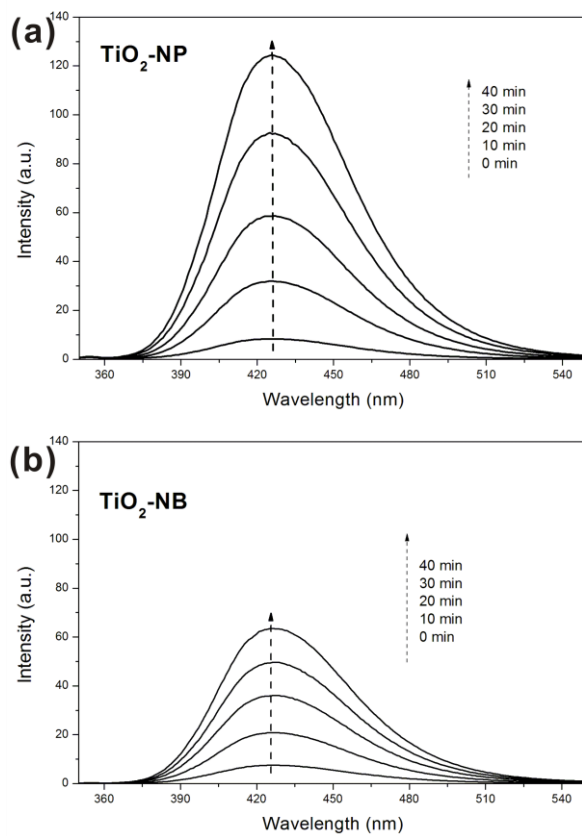 (a)
TiO2-NP
140
120
100
80
60
40
20
0
Intensity (a.u.)
40 min
30 min
20 min
10 min
0 min
360 390 420 450 480 510 540
Wavelength (nm)
(b)
TiO2-NB
140
120
100
80
60
40
20
0
Intensity (a.u.)
40 min
30 min
20 min
10 min
0 min
360 390 420 450 480 510 540
Wavelength (nm)